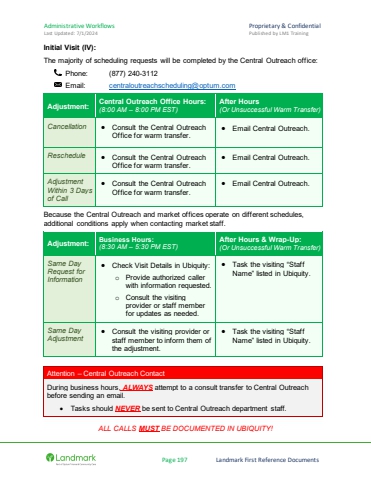 Administrative Workflows
Proprietary & Confidential
Last Updated: 7/1/2024
Published by LMK Training
Initial Visit (IV):
The majority of scheduling requests will be completed by the Central Outreach office:
Phone: (877) 240-3112
Email: centraloutreachscheduling@optum.com
Adjustment:
Central Outreach Office Hours:
(8:00 AM – 8:00 PM EST)
After Hours
(Or Unsuccessful Warm Transfer)
Cancellation
• Consult the Central Outreach
Office for warm transfer.
• Email Central Outreach.
Reschedule
• Consult the Central Outreach
Office for warm transfer.
• Email Central Outreach.
Adjustment
Within 3 Days
of Call
• Consult the Central Outreach
Office for warm transfer.
• Email Central Outreach.
Because the Central Outreach and market offices operate on different schedules,
additional conditions apply when contacting market staff.
Adjustment:
Business Hours:
(8:30 AM – 5:30 PM EST)
After Hours & Wrap-Up:
(Or Unsuccessful Warm Transfer)
Same Day
Request for
Information
• Check Visit Details in Ubiquity:
o Provide authorized caller
with information requested.
o Consult the visiting
provider or staff member
for updates as needed.
• Task the visiting "Staff
Name" listed in Ubiquity.
Same Day
Adjustment
• Consult the visiting provider or
staff member to inform them of
the adjustment.
• Task the visiting "Staff
Name" listed in Ubiquity.
Attention – Central Outreach Contact
During business hours, ALWAYS attempt to a consult transfer to Central Outreach
before sending an email.
• Tasks should NEVER be sent to Central Outreach department staff.
ALL CALLS MUST BE DOCUMENTED IN UBIQUITY!
Landmark
Page 197
Landmark First Reference Documents